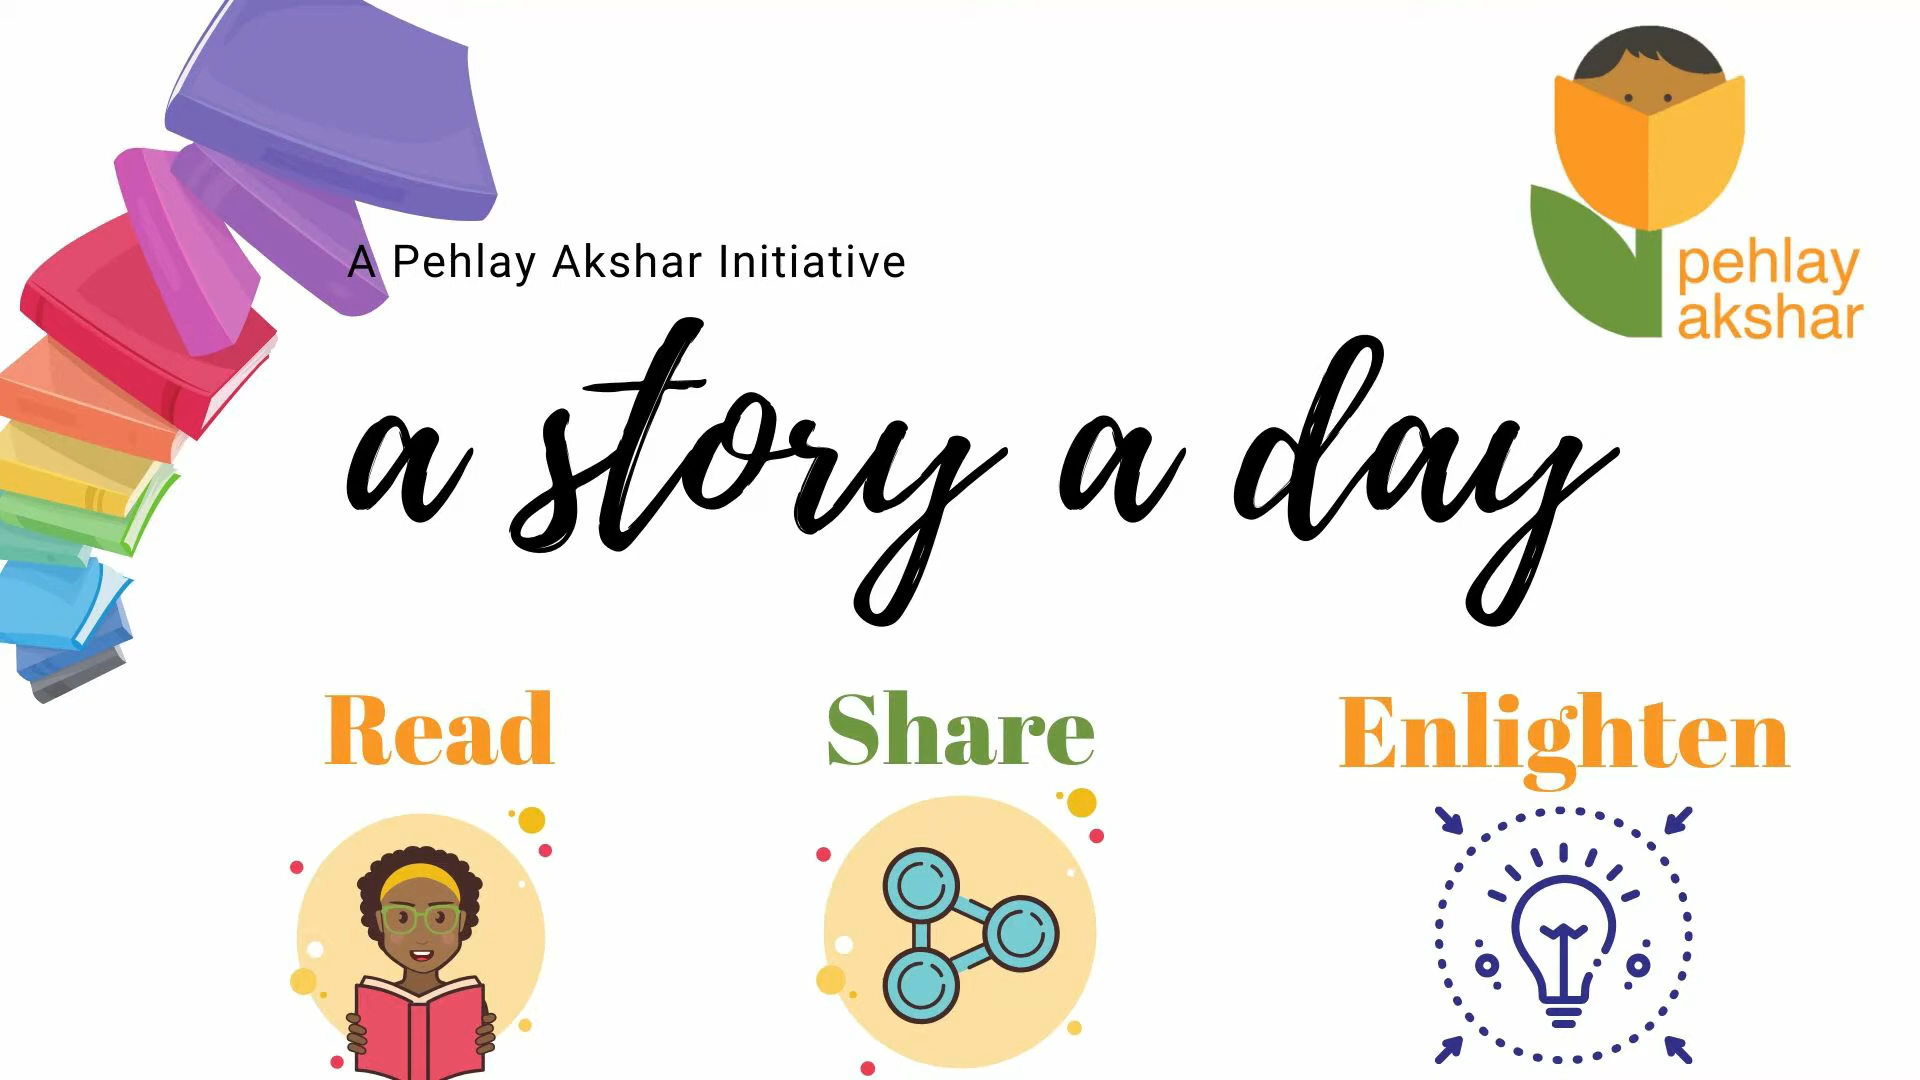 A Pehlay Akshar Initiative
pehlay
akshar
a story a day
Read
Share
Enlighten